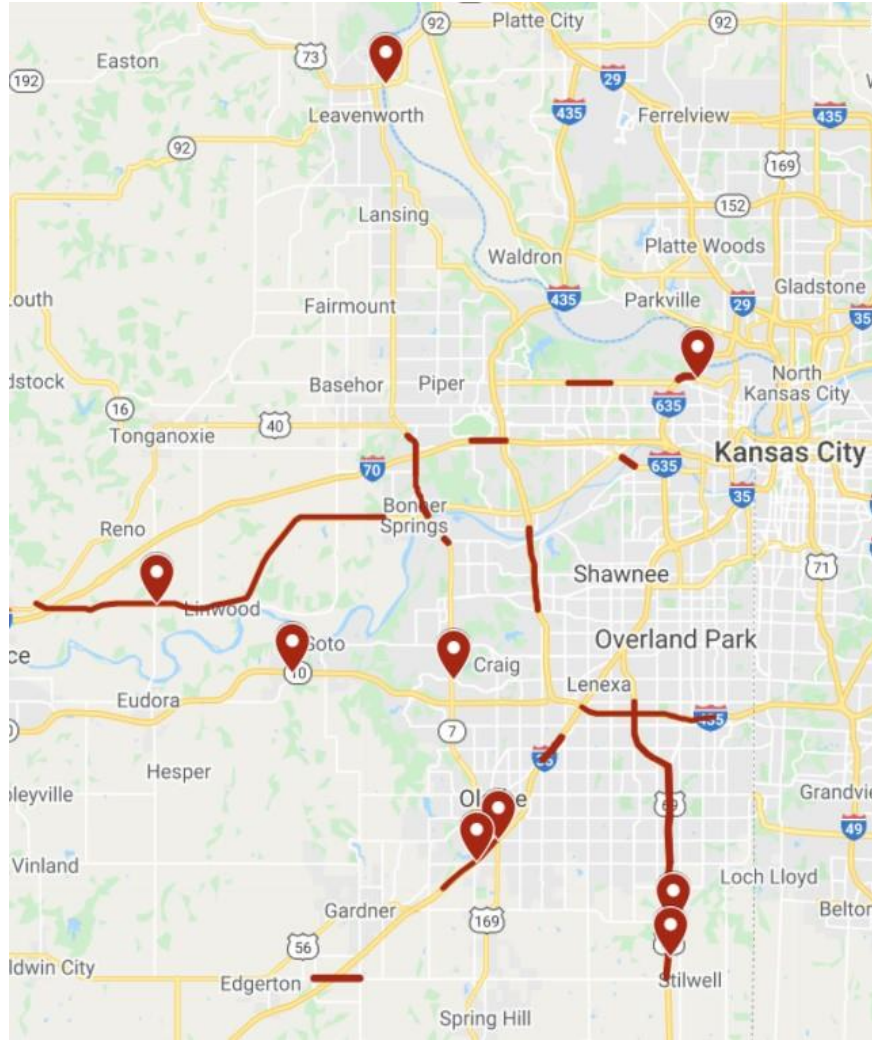 92
Platte City
Easton
73
192
29
Leavenworth
435
Ferrelview
435
92
169
Lansing
152
Waldron
Platte Woods
Gladstone
435
Parkville
29
35
Fairmount
Basehor
Piper
North
Kansas City
16
635
Tonganoxie
40
Kansas City
70
635
35
Reno
Bonner
Springs
71
Shawnee
Linwood
Soto
Craig
Overland Park
10
Lenexa
Eudora
7
Hesper
Grandvie
49
Vinland
69
Loch Lloyd
Gardner
169
Belton
56
Edgerton
Stilwell
Spring Hill